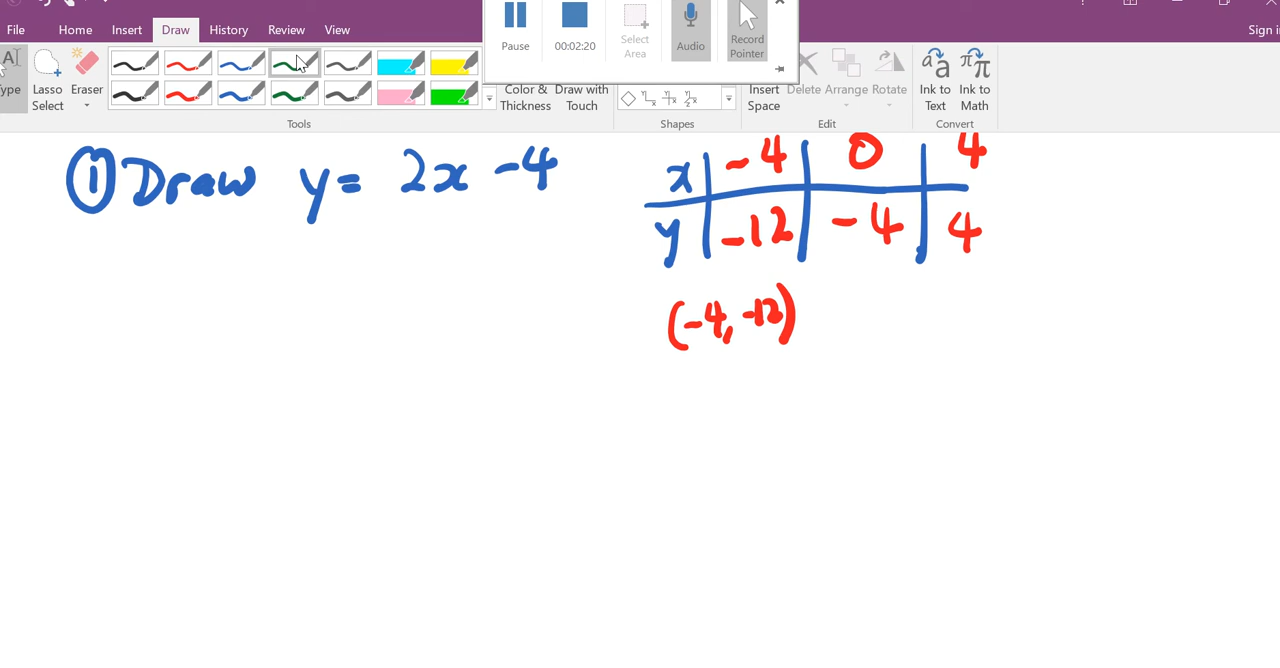 Pause
00:02:20
Select Area
Audio
Record Pointer
File Home Insert Draw History Review View
Sign i
Type
Lasso Select
Eraser
Color & Thickness
Draw with Touch
Insert Space
Delete
Arrange
Rotate
Ink to Text
Ink to Math
Tools
Shapes
Edit
Convert
① Draw y = 2x - 4
x | -4 | 0 | 4
y | -12 | -4 | 4
(-4, -12)